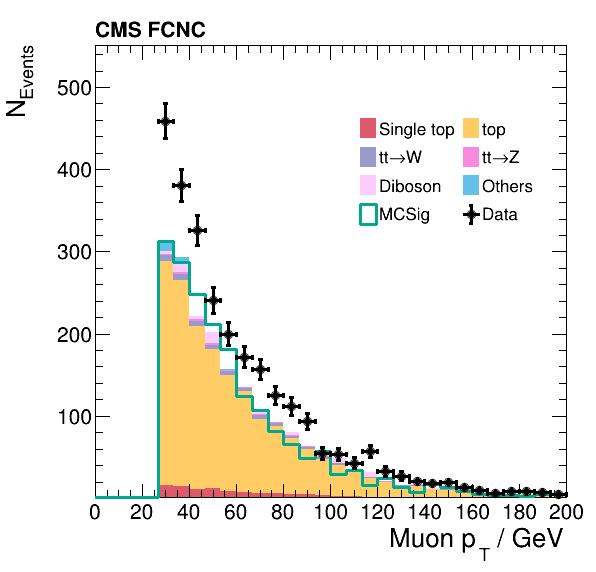 CMS FCNC
N_Events
500
400
300
200
100
Single top
top
tt→W
tt→Z
Diboson
Others
MCSig
Data
0 20 40 60 80 100 120 140 160 180 200
Muon p_T / GeV